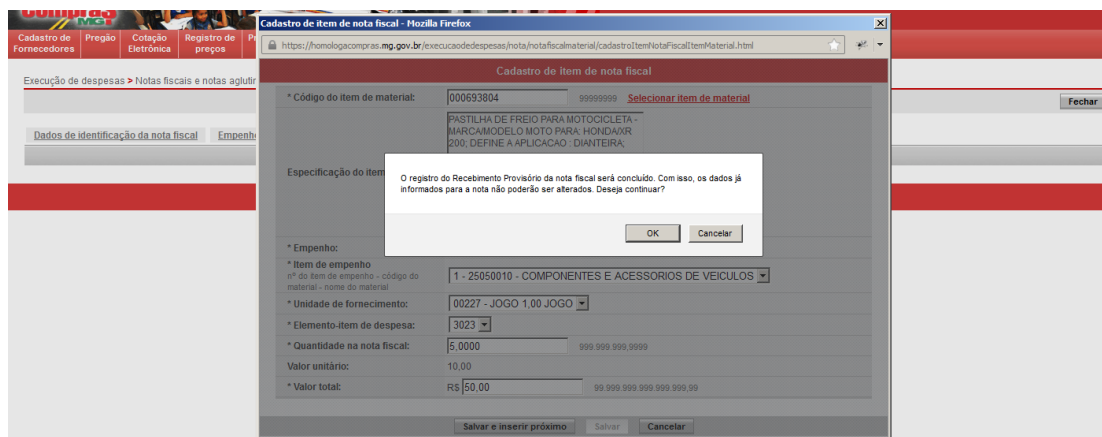 compras
MG
Cadastro de item de nota fiscal - Mozilla Firefox
Cadastro de
Fornecedores
Pregão
Cotação
Eletrônica
Registro de
preços
https://homologacompras.mg.gov.br/execucaodedespesas/nota/notafiscalmaterial/cadastroItemNotaFiscalItemMaterial.html
Cadastro de item de nota fiscal
Execução de despesas > Notas fiscais e notas aglutin
* Código do item de material: 000693804 99999999 Selecionar item de material
Fechar
PASTILHA DE FREIO PARA MOTOCICLETA -
MARCA/MODELO MOTO PARA: HONDA/XR
200; DEFINE A APLICACAO : DIANTEIRA;
Dados de identificação da nota fiscal Empenh
Especificação do item
O registro do Recebimento Provisório da nota fiscal será concluído. Com isso, os dados já
informados para a nota não poderão ser alterados. Deseja continuar?
OK Cancelar
* Empenho:
* Item de empenho
nº do item de empenho - código do
material - nome do material
1 - 25050010 - COMPONENTES E ACESSORIOS DE VEICULOS
* Unidade de fornecimento: 00227 - JOGO 1,00 JOGO
* Elemento-item de despesa: 3023
* Quantidade na nota fiscal: 5,0000 999.999.999,9999
Valor unitário: 10,00
* Valor total: R$ 50,00 99.999.999.999.999.999,99
Salvar e inserir próximo Salvar Cancelar